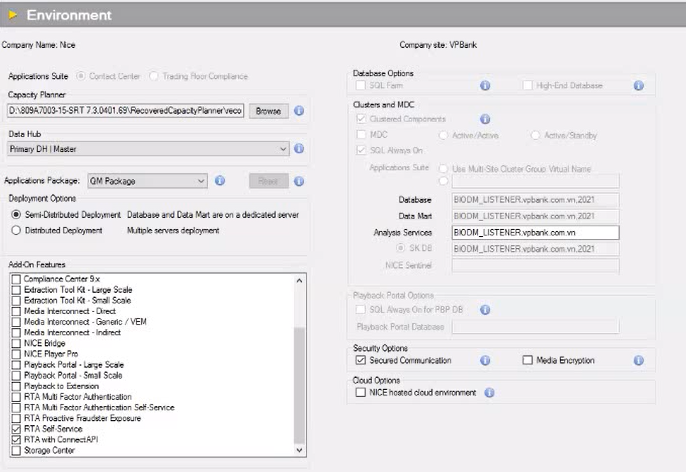 Environment
Company Name: Nice
Company site: VPBank
Applications Suite
Contact Center
Trading Floor Compliance
Capacity Planner
D:\809A7003-15-SRT 7.3.0401.69\RecoveredCapacityPlanner\reco
Browse
Data Hub
Primary DH | Master
Applications Package:
QM Package
Rows
Deployment Options
Semi-Distributed Deployment Database and Data Mart are on a dedicated server
Distributed Deployment Multiple servers deployment
Add-On Features
Compliance Center 9.x
Extraction Tool Kit - Large Scale
Extraction Tool Kit - Small Scale
Media Interconnect - Direct
Media Interconnect - Generic / VEM
Media Interconnect - Indirect
NICE Bridge
NICE Player Pro
Playback Portal - Large Scale
Playback Portal - Small Scale
Playback to Extension
RTA Multi Factor Authentication
RTA Multi Factor Authentication Self-Service
RTA Proactive Fraudster Exposure
RTA Self-Service
RTA with ConnectAPI
Storage Center
Database Options
SQL Farm
High-End Database
Clusters and MDC
Clustered Components
MDC
Active/Active
Active/Standby
SQL Always On
Applications Suite
Use Multi-Site Cluster Group Virtual Name
Database
BIODM_LISTENER.vpbank.com.vn,2021
Data Mart
BIODM_LISTENER.vpbank.com.vn,2021
Analysis Services
BIODM_LISTENER.vpbank.com.vn
SK DB
BIODM_LISTENER.vpbank.com.vn,2021
NICE Sentinel
Playback Portal Options
SQL Always On for PBP DB
Playback Portal Database
Security Options
Secured Communication
Media Encryption
Cloud Options
NICE hosted cloud environment